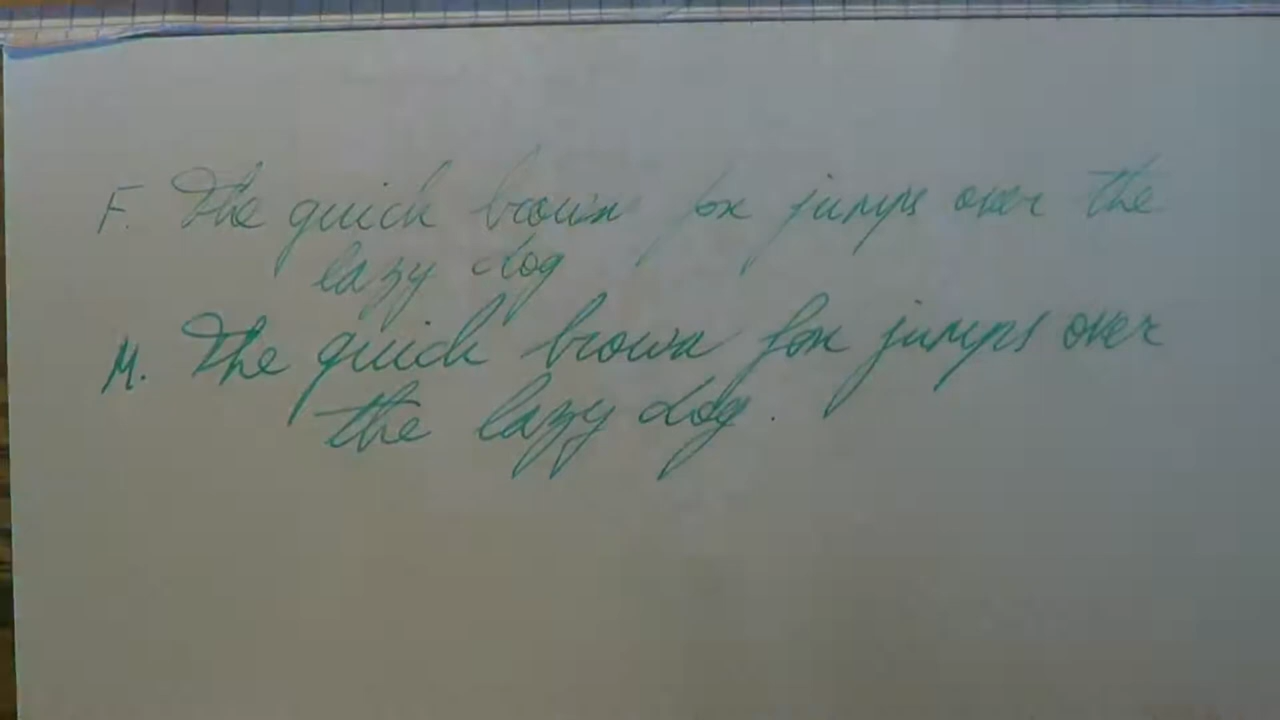 F. The quick brown fox jumps over the
lazy dog
M. The quick brown fox jumps over
the lazy dog.